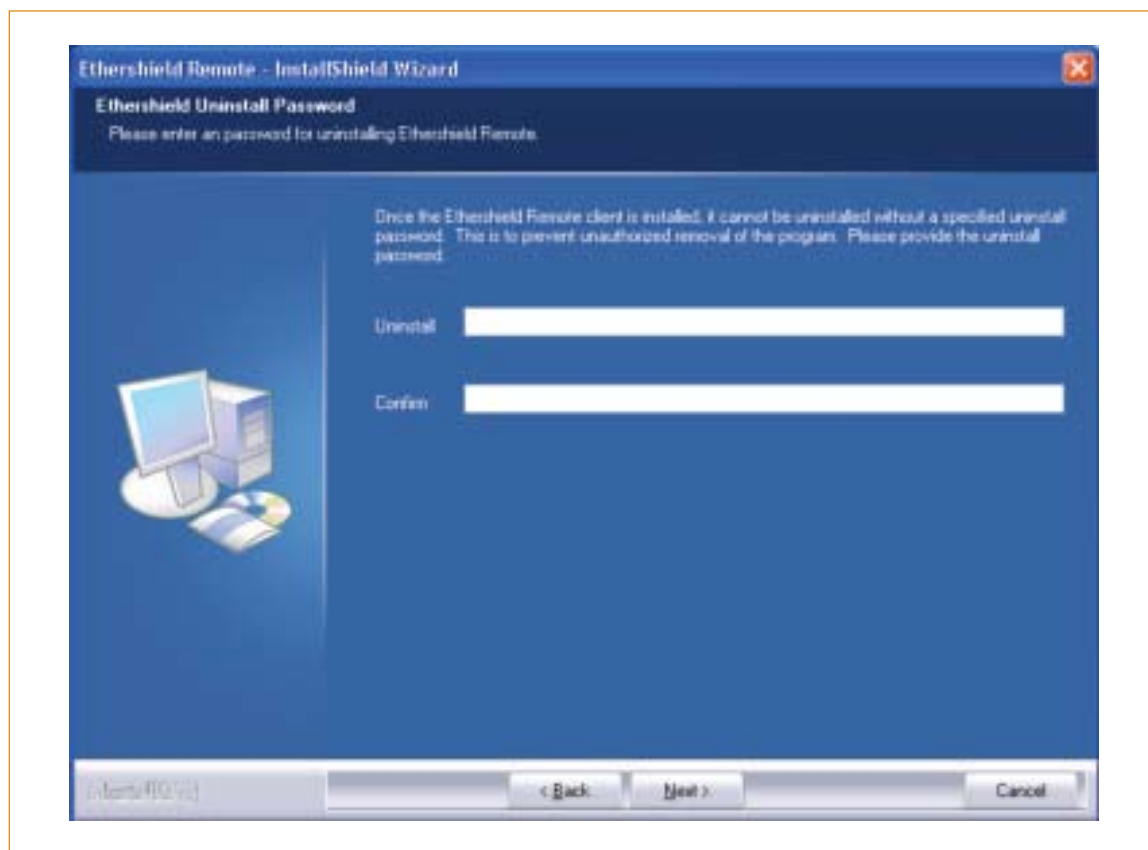 Ethershield Remote - InstallShield Wizard
Ethershield Uninstall Password
Please enter an password for uninstalling Ethershield Remote.
Once the Ethershield Remote client is installed, it cannot be uninstalled without a specified uninstall
password. This is to prevent unauthorized removal of the program. Please provide the uninstall
password.
Uninstall
Confirm
InstallShield
< Back
Next >
Cancel